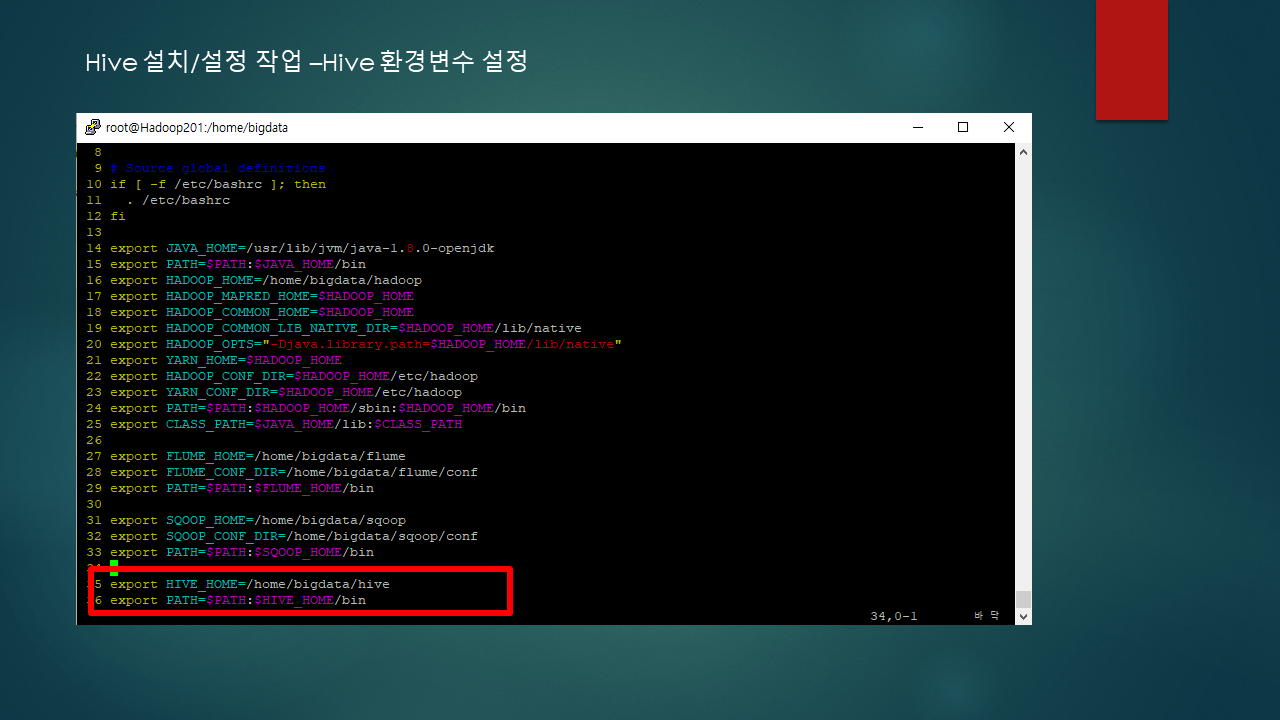 Hive 설치/설정 작업 –Hive 환경변수 설정
root@Hadoop201:/home/bigdata
8
9 # Source global definitions
10 if [ -f /etc/bashrc ]; then
11 . /etc/bashrc
12 fi
13
14 export JAVA_HOME=/usr/lib/jvm/java-1.8.0-openjdk
15 export PATH=$PATH:$JAVA_HOME/bin
16 export HADOOP_HOME=/home/bigdata/hadoop
17 export HADOOP_MAPRED_HOME=$HADOOP_HOME
18 export HADOOP_COMMON_HOME=$HADOOP_HOME
19 export HADOOP_COMMON_LIB_NATIVE_DIR=$HADOOP_HOME/lib/native
20 export HADOOP_OPTS="-Djava.library.path=$HADOOP_HOME/lib/native"
21 export YARN_HOME=$HADOOP_HOME
22 export HADOOP_CONF_DIR=$HADOOP_HOME/etc/hadoop
23 export YARN_CONF_DIR=$HADOOP_HOME/etc/hadoop
24 export PATH=$PATH:$HADOOP_HOME/sbin:$HADOOP_HOME/bin
25 export CLASS_PATH=$JAVA_HOME/lib:$CLASS_PATH
26
27 export FLUME_HOME=/home/bigdata/flume
28 export FLUME_CONF_DIR=/home/bigdata/flume/conf
29 export PATH=$PATH:$FLUME_HOME/bin
30
31 export SQOOP_HOME=/home/bigdata/sqoop
32 export SQOOP_CONF_DIR=/home/bigdata/sqoop/conf
33 export PATH=$PATH:$SQOOP_HOME/bin
34
35 export HIVE_HOME=/home/bigdata/hive
36 export PATH=$PATH:$HIVE_HOME/bin
34,0-1 바닥